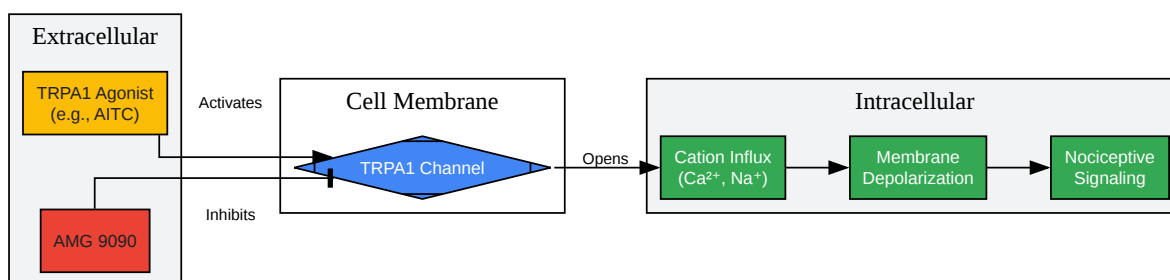 Extracellular
TRPA1 Agonist
(e.g., AITC)
AMG 9090
Activates
Inhibits
Cell Membrane
TRPA1 Channel
Opens
Intracellular
Cation Influx
(Ca²⁺, Na⁺)
Membrane
Depolarization
Nociceptive
Signaling